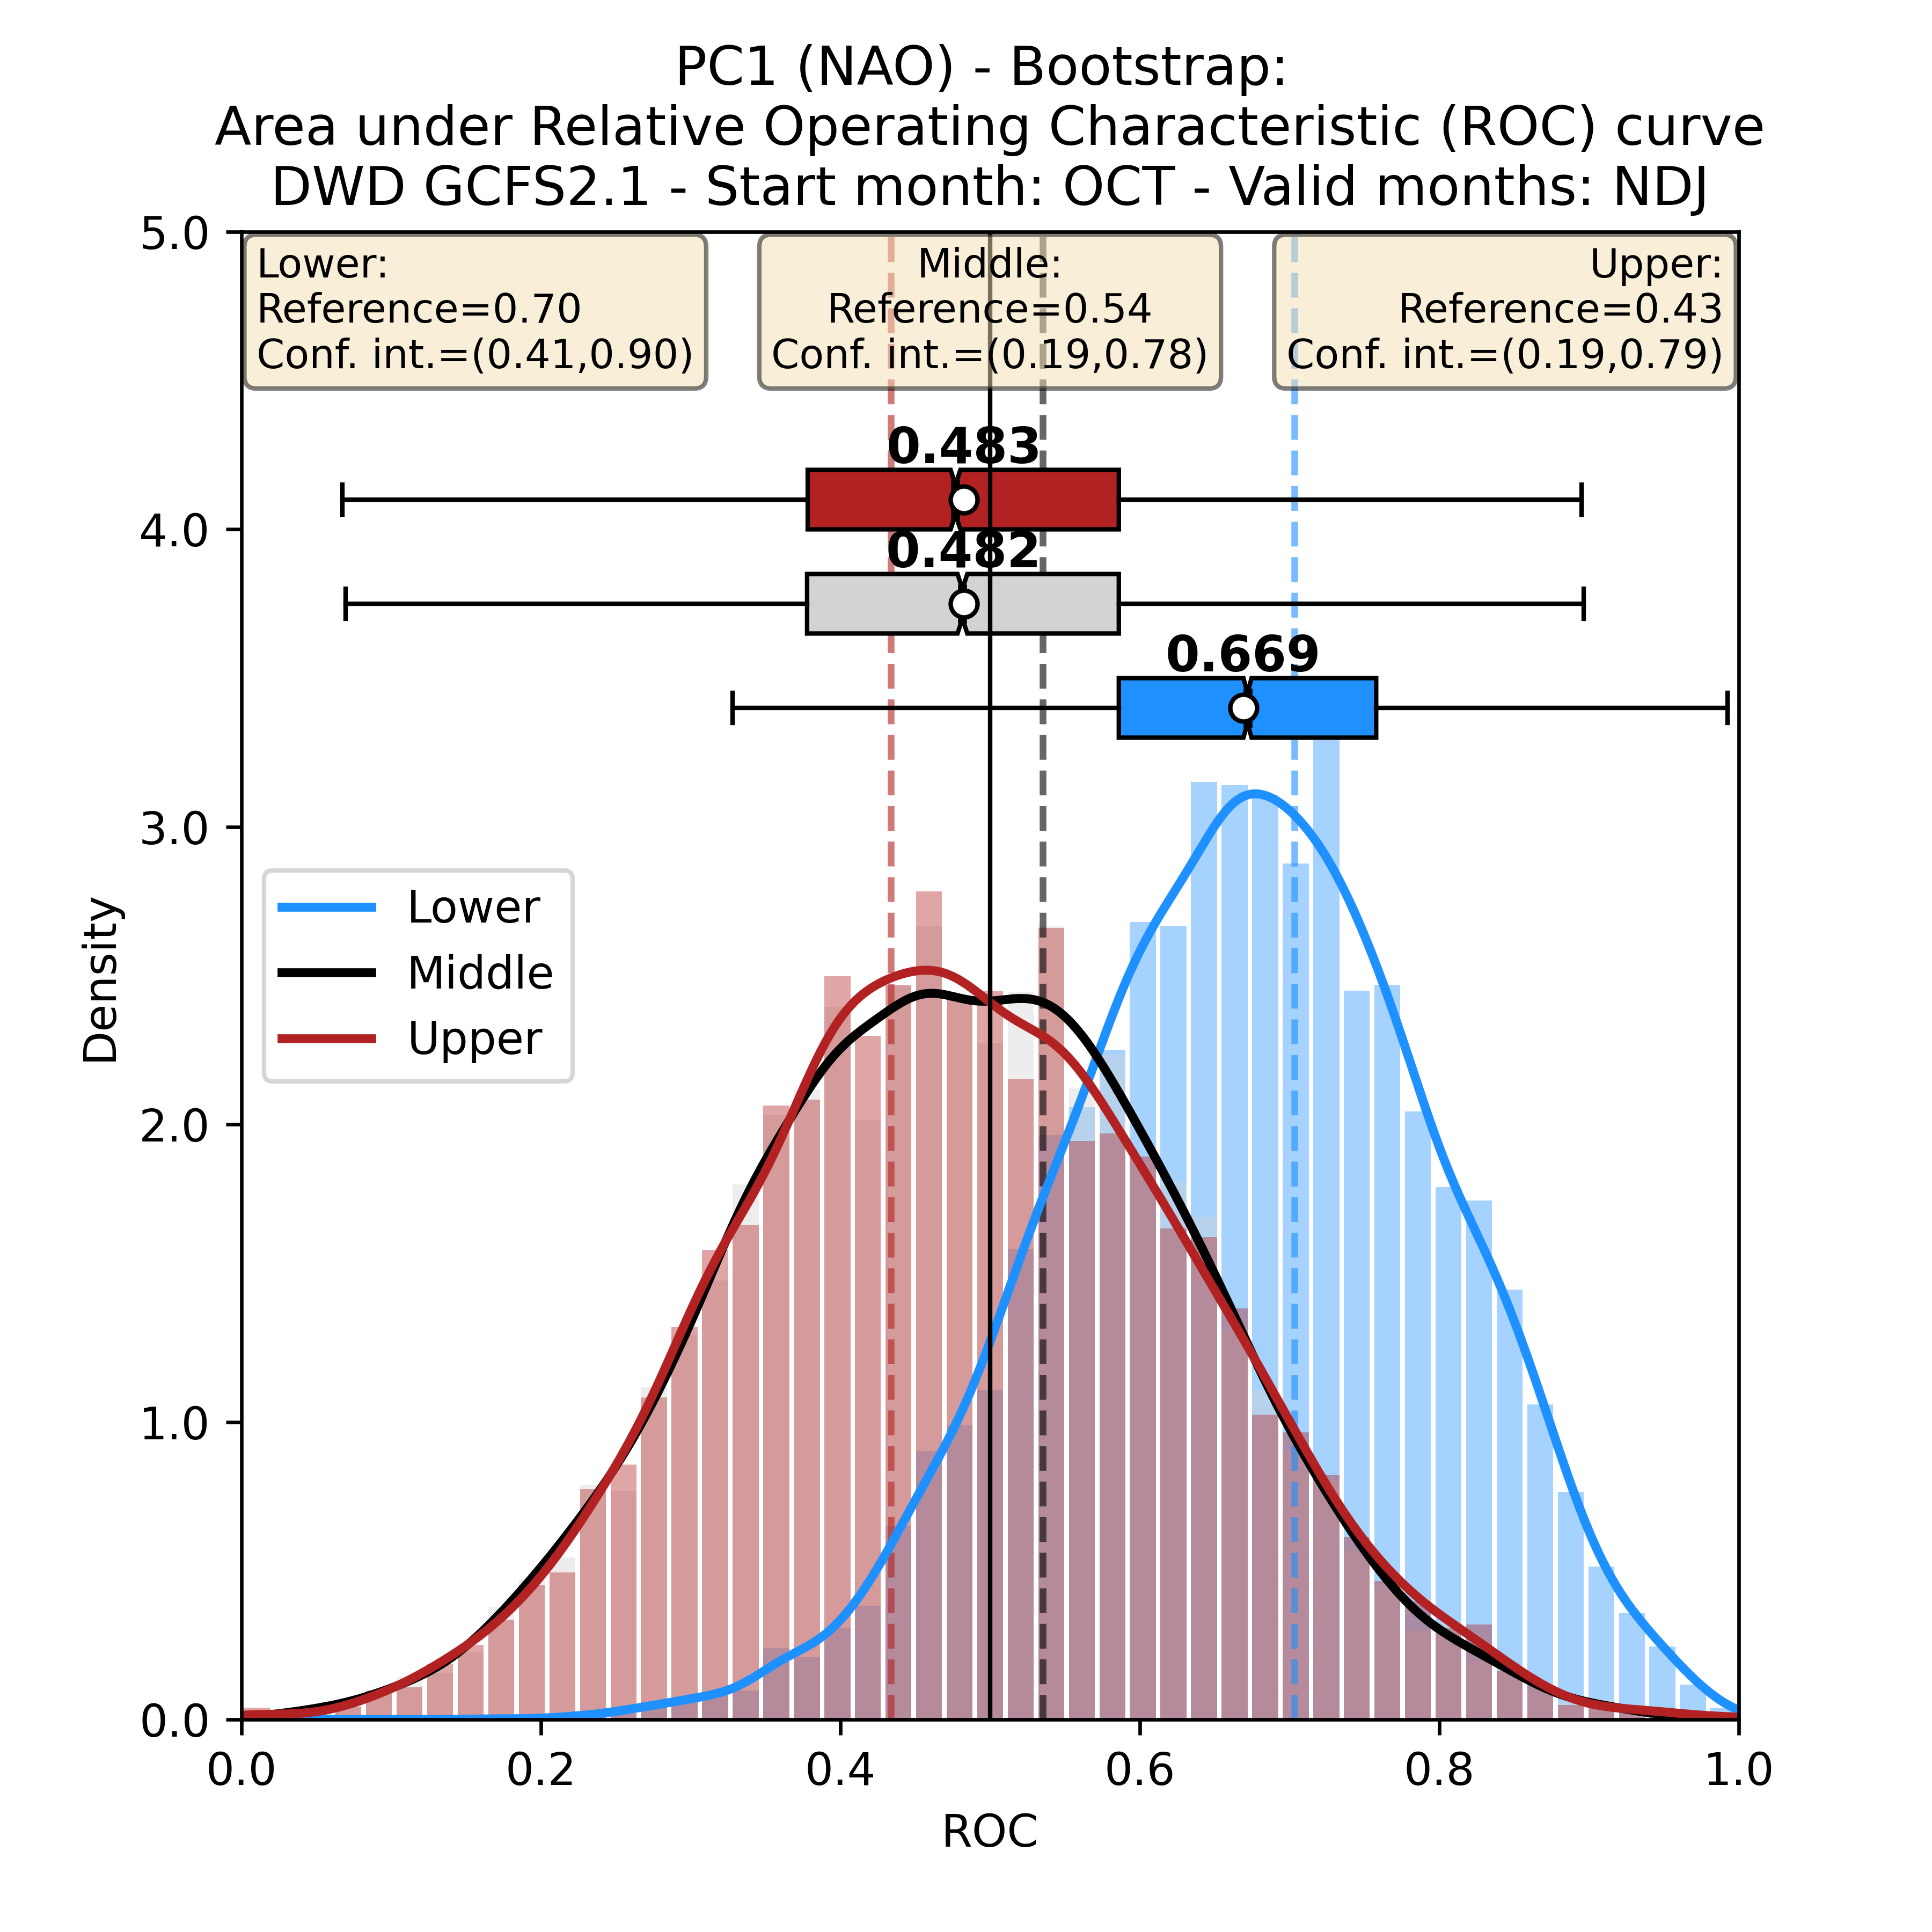 PC1 (NAO) - Bootstrap:
Area under Relative Operating Characteristic (ROC) curve
DWD GCFS2.1 - Start month: OCT - Valid months: NDJ
5.0
Lower:
Reference=0.70
Conf. int.=(0.41,0.90)
Middle:
Reference=0.54
Conf. int.=(0.19,0.78)
Upper:
Reference=0.43
Conf. int.=(0.19,0.79)
0.483
4.0
0.482
0.669
3.0
Lower
Middle
Upper
Density
2.0
1.0
0.0
0.0
0.2
0.4
0.6
0.8
1.0
ROC